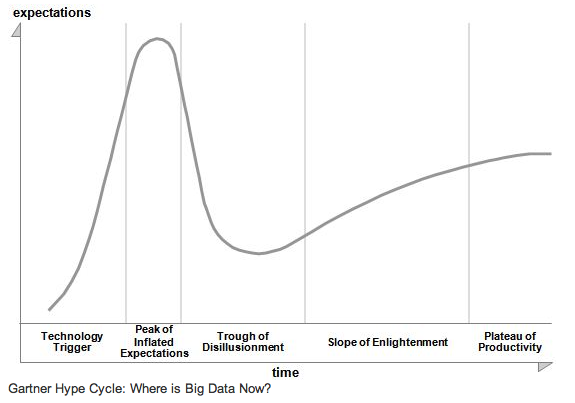 expectations
Technology
Trigger
Peak of
Inflated
Expectations
Trough of
Disillusionment
Slope of Enlightenment
Plateau of
Productivity
time
Gartner Hype Cycle: Where is Big Data Now?